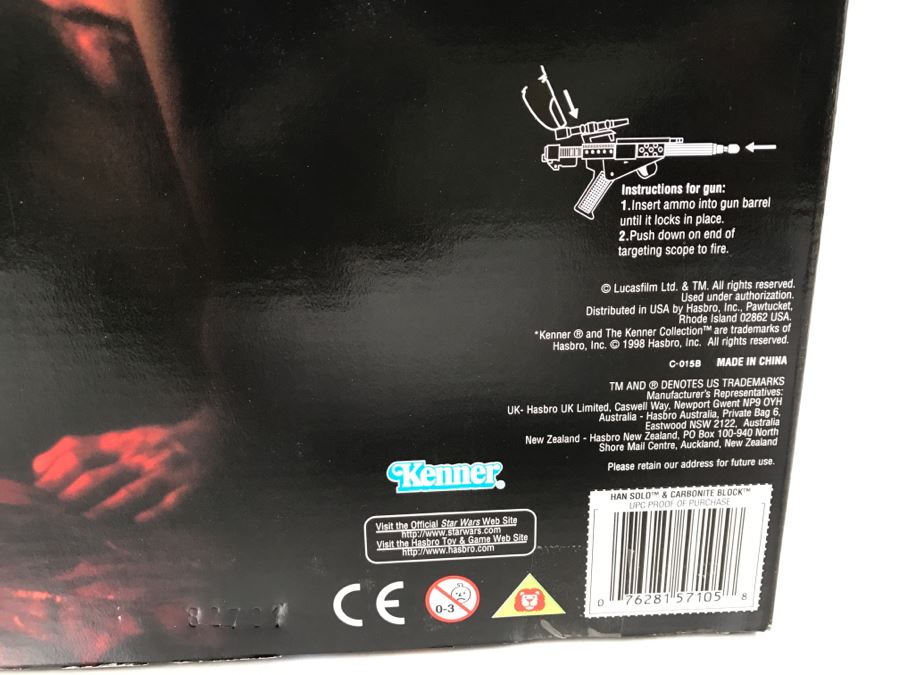 Instructions for gun:
1.Insert ammo into gun barrel
until it locks in place.
2.Push down on end of
targeting scope to fire.
© Lucasfilm Ltd. & TM. All rights reserved.
Used under authorization.
Distributed in USA by Hasbro, Inc., Pawtucket,
Rhode Island 02862 USA.
*Kenner ® and The Kenner Collection™ are trademarks of
Hasbro, Inc. © 1998 Hasbro, Inc. All rights reserved.
C-015B MADE IN CHINA
TM AND ® DENOTES US TRADEMARKS
Manufacturer's Representatives:
UK- Hasbro UK Limited, Caswell Way, Newport Gwent NP9 0YH
Australia - Hasbro Australia, Private Bag 6,
Eastwood NSW 2122, Australia
New Zealand - Hasbro New Zealand, PO Box 100-940 North
Shore Mail Centre, Auckland, New Zealand
Please retain our address for future use.
Kenner®
Visit the Official Star Wars Web Site
http://www.starwars.com
Visit the Hasbro Toy & Game Web Site
http://www.hasbro.com
CE
0-3
HAN SOLO™ & CARBONITE BLOCK™
UPC PROOF OF PURCHASE
0 76281 57105 8